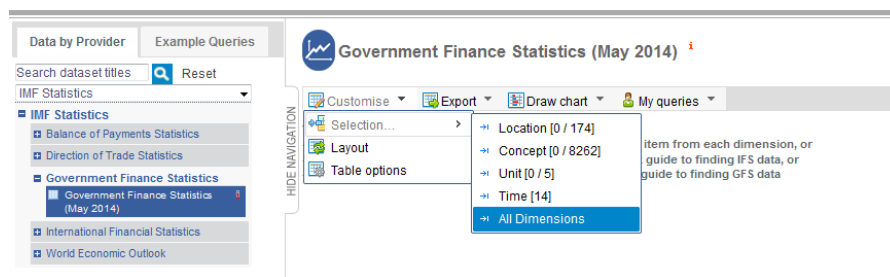 Data by Provider
Example Queries
Search dataset titles
Reset
IMF Statistics
IMF Statistics
Balance of Payments Statistics
Direction of Trade Statistics
Government Finance Statistics
Government Finance Statistics
(May 2014)
i
International Financial Statistics
World Economic Outlook
HIDE NAVIGATION
Government Finance Statistics (May 2014) i
Customise
Export
Draw chart
My queries
Selection...
Layout
Table options
Location [0 / 174]
Concept [0 / 8262]
Unit [0 / 5]
Time [14]
All Dimensions
item from each dimension, or
guide to finding IFS data, or
guide to finding GFS data